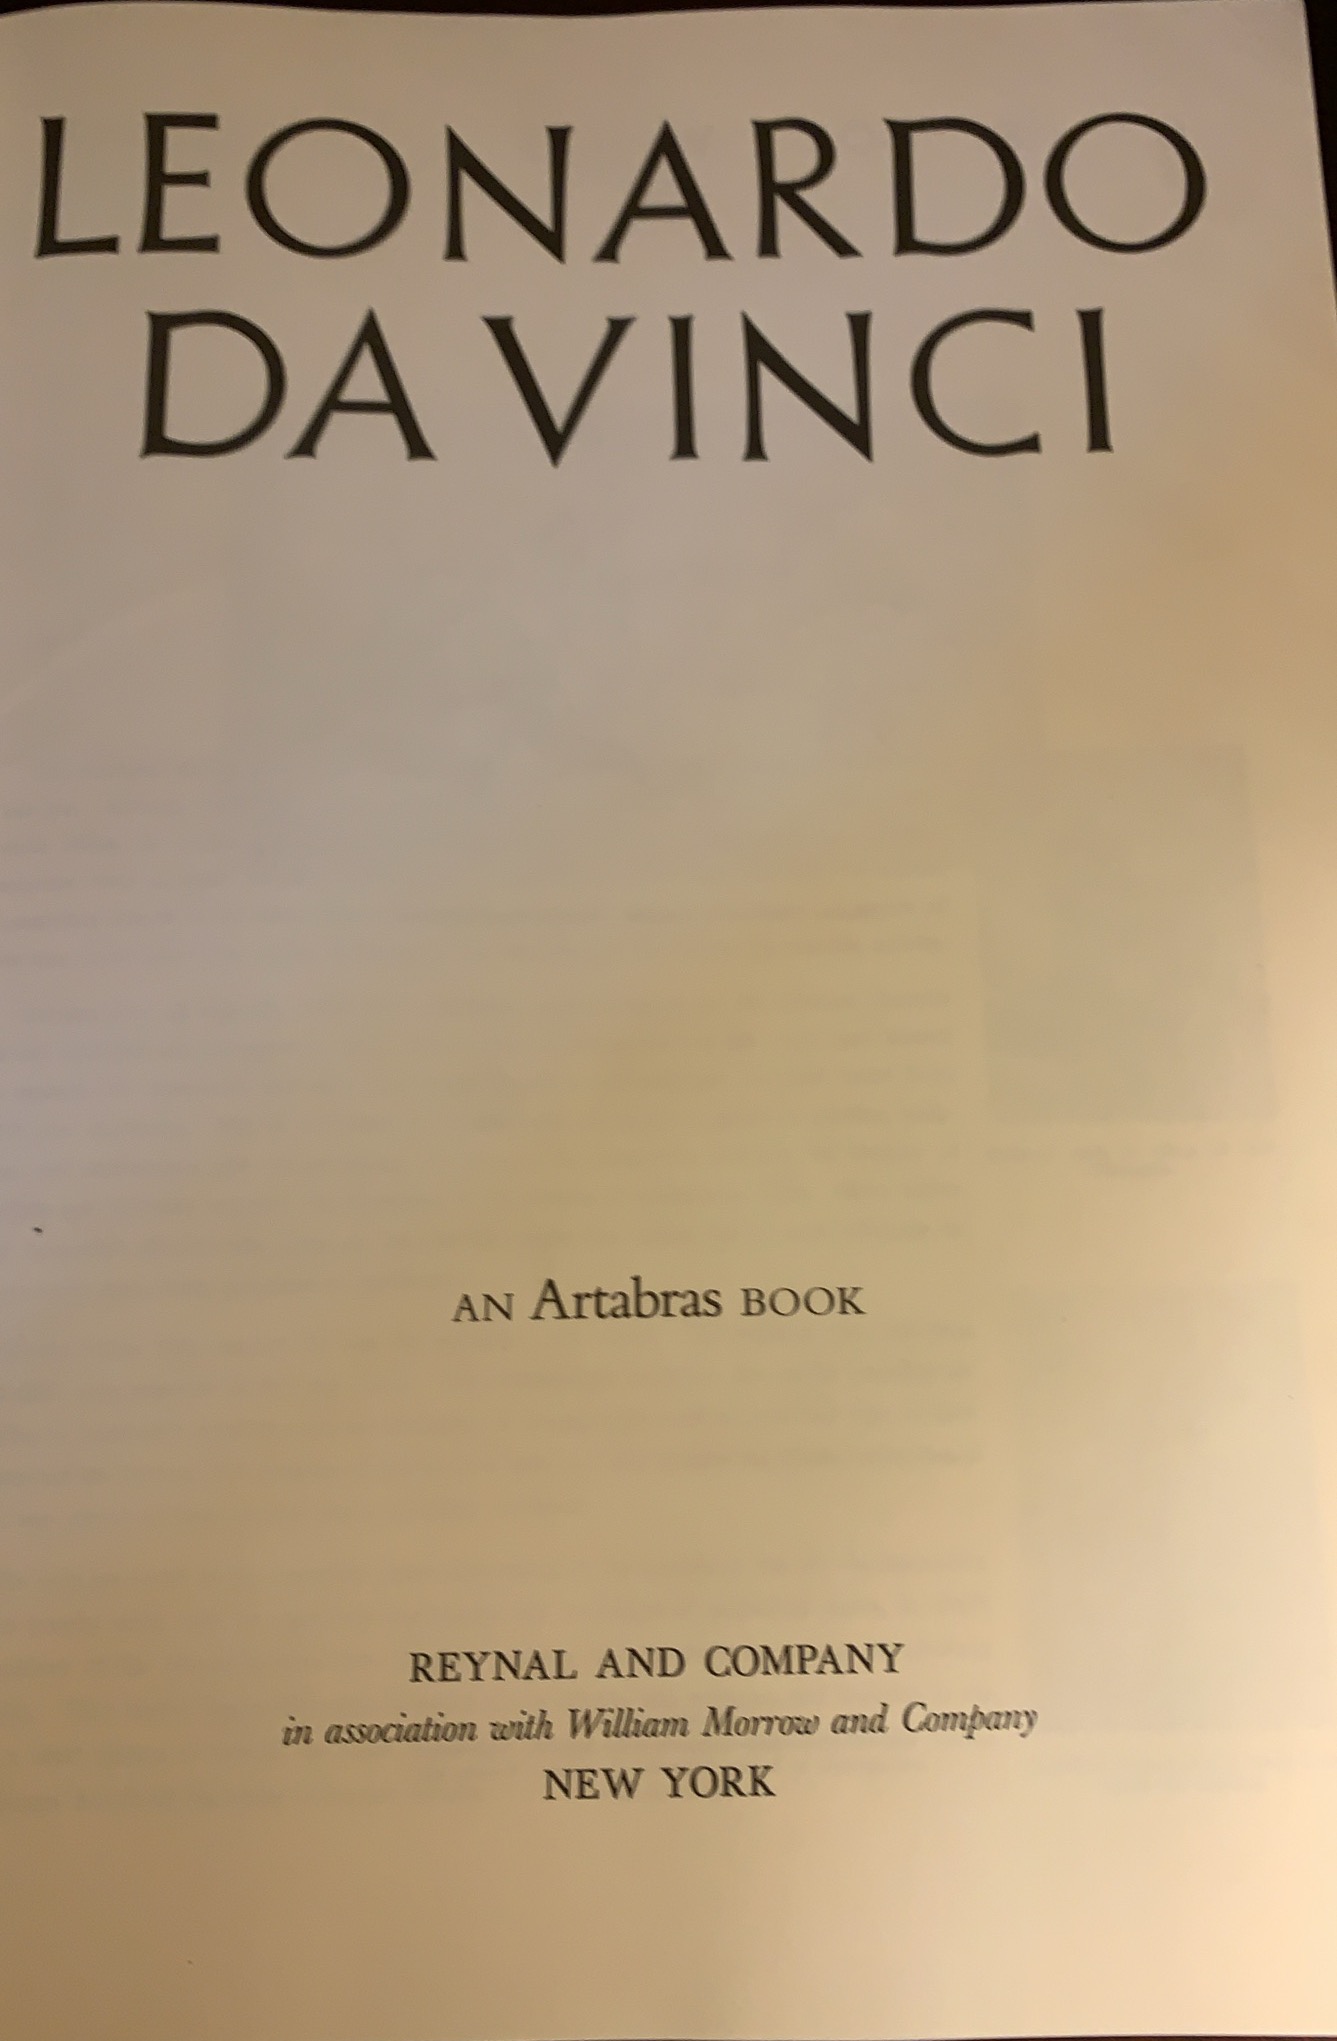 LEONARDO
DA VINCI
AN Artabras BOOK
REYNAL AND COMPANY
in association with William Morrow and Company
NEW YORK